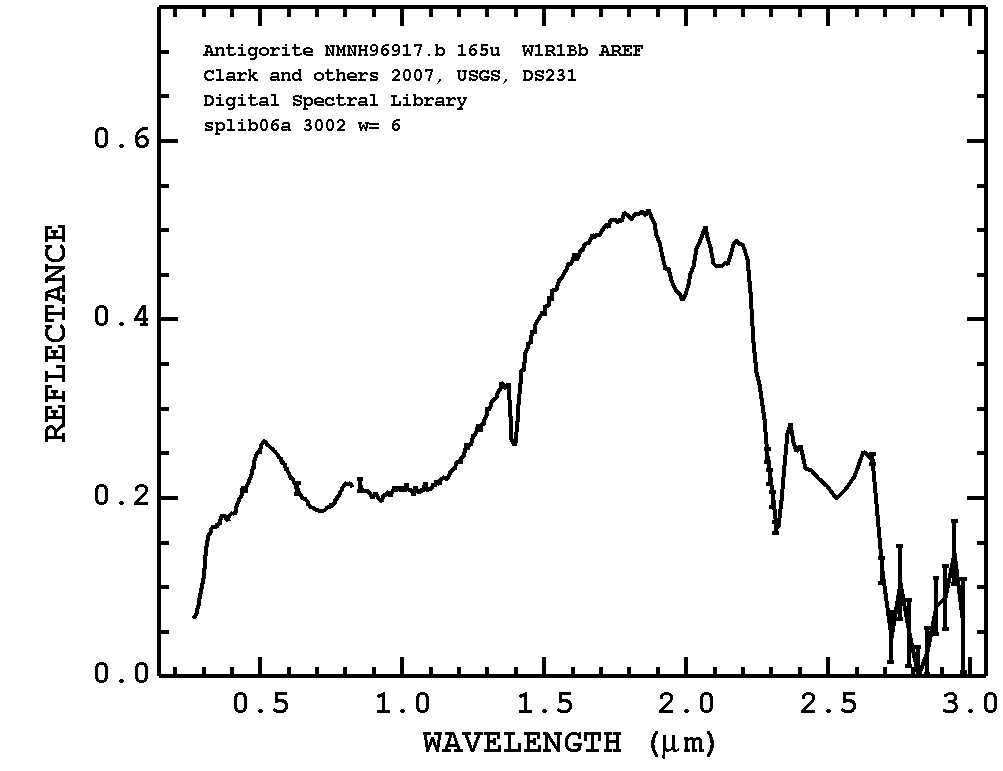 Antigorite NMNH96917.b 165u  W1R1Bb AREF
Clark and others 2007, USGS, DS231
Digital Spectral Library
splib06a 3002 w= 6
0.6
0.4
0.2
0.0
REFLECTANCE
0.5 1.0 1.5 2.0 2.5 3.0
WAVELENGTH (μm)